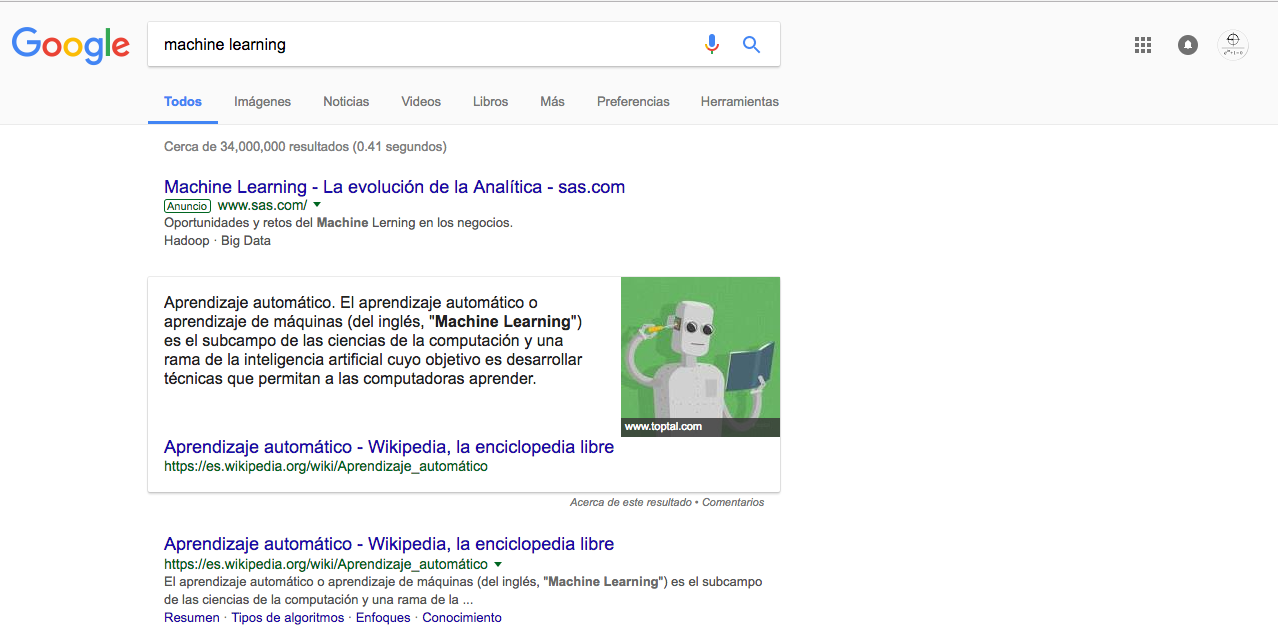 Google
machine learning
Todos Imágenes Noticias Videos Libros Más Preferencias Herramientas
Cerca de 34,000,000 resultados (0.41 segundos)
Machine Learning - La evolución de la Analítica - sas.com
Anuncio www.sas.com/
Oportunidades y retos del Machine Lerning en los negocios.
Hadoop · Big Data
Aprendizaje automático. El aprendizaje automático o
aprendizaje de máquinas (del inglés, "Machine Learning")
es el subcampo de las ciencias de la computación y una
rama de la inteligencia artificial cuyo objetivo es desarrollar
técnicas que permitan a las computadoras aprender.
www.toptal.com
Aprendizaje automático - Wikipedia, la enciclopedia libre
https://es.wikipedia.org/wiki/Aprendizaje_automático
Acerca de este resultado • Comentarios
Aprendizaje automático - Wikipedia, la enciclopedia libre
https://es.wikipedia.org/wiki/Aprendizaje_automático
El aprendizaje automático o aprendizaje de máquinas (del inglés, "Machine Learning") es el subcampo
de las ciencias de la computación y una rama de la ...
Resumen · Tipos de algoritmos · Enfoques · Conocimiento